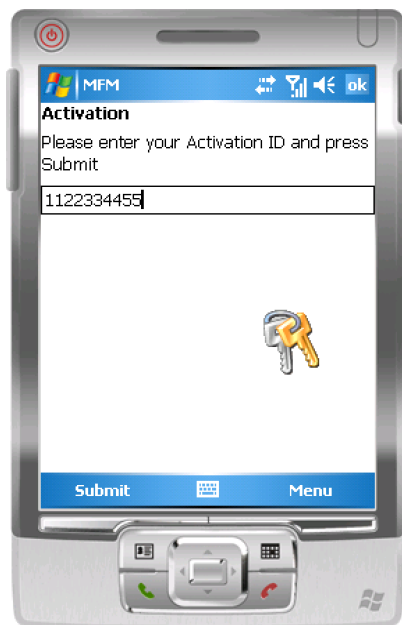 MFM
ok
Activation
Please enter your Activation ID and press
Submit
1122334455
Submit
Menu